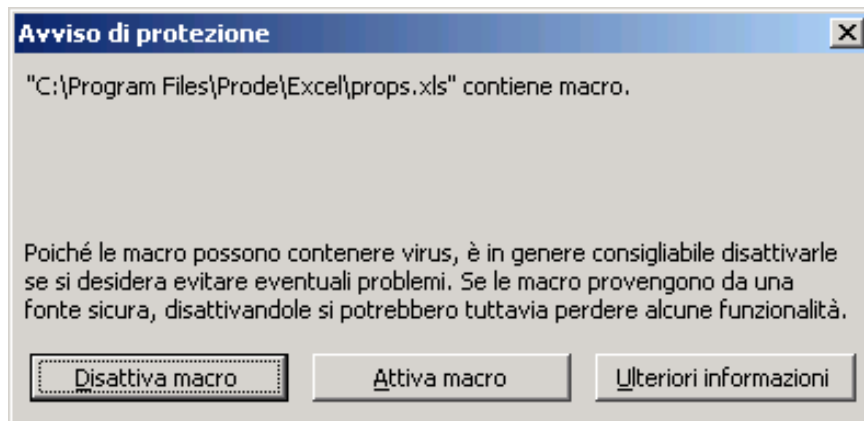 Avviso di protezione
"C:\Program Files\Prode\Excel\props.xls" contiene macro.
Poiché le macro possono contenere virus, è in genere consigliabile disattivarle
se si desidera evitare eventuali problemi. Se le macro provengono da una
fonte sicura, disattivandole si potrebbero tuttavia perdere alcune funzionalità.
Disattiva macro
Attiva macro
Ulteriori informazioni